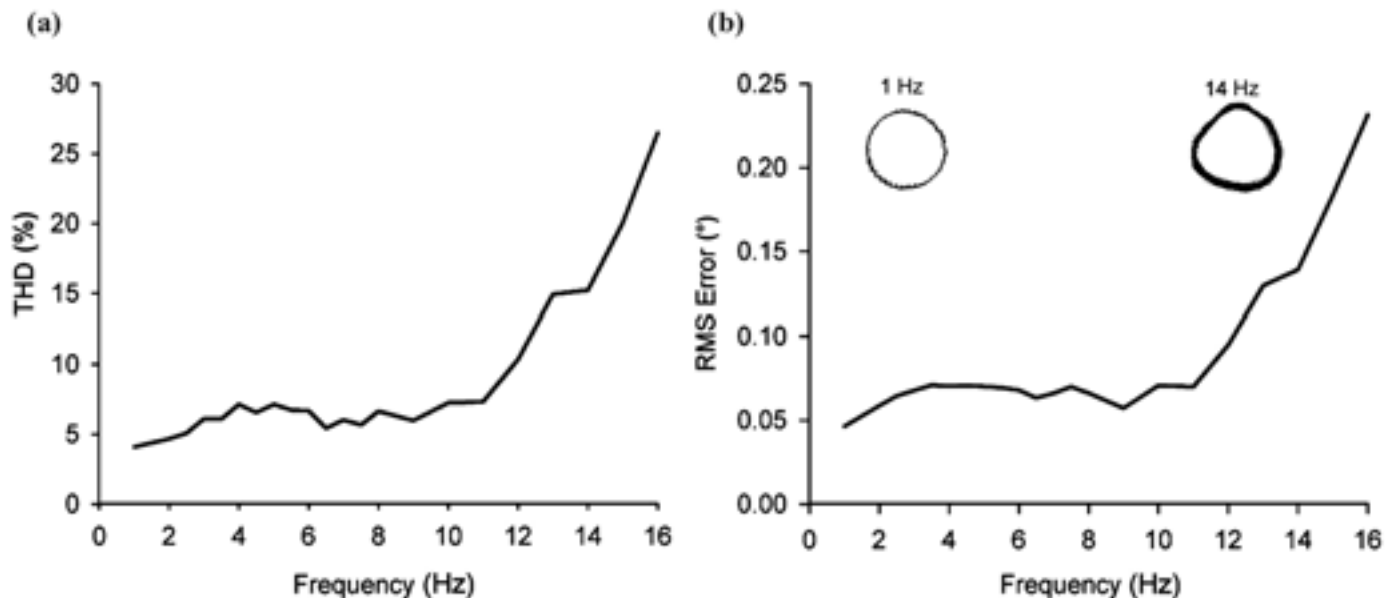 (a)
30
25
20
15
10
5
0
THD (%)
0 2 4 6 8 10 12 14 16
Frequency (Hz)
(b)
0.25
0.20
0.15
0.10
0.05
0.00
RMS Error (°)
1 Hz
14 Hz
0 2 4 6 8 10 12 14 16
Frequency (Hz)